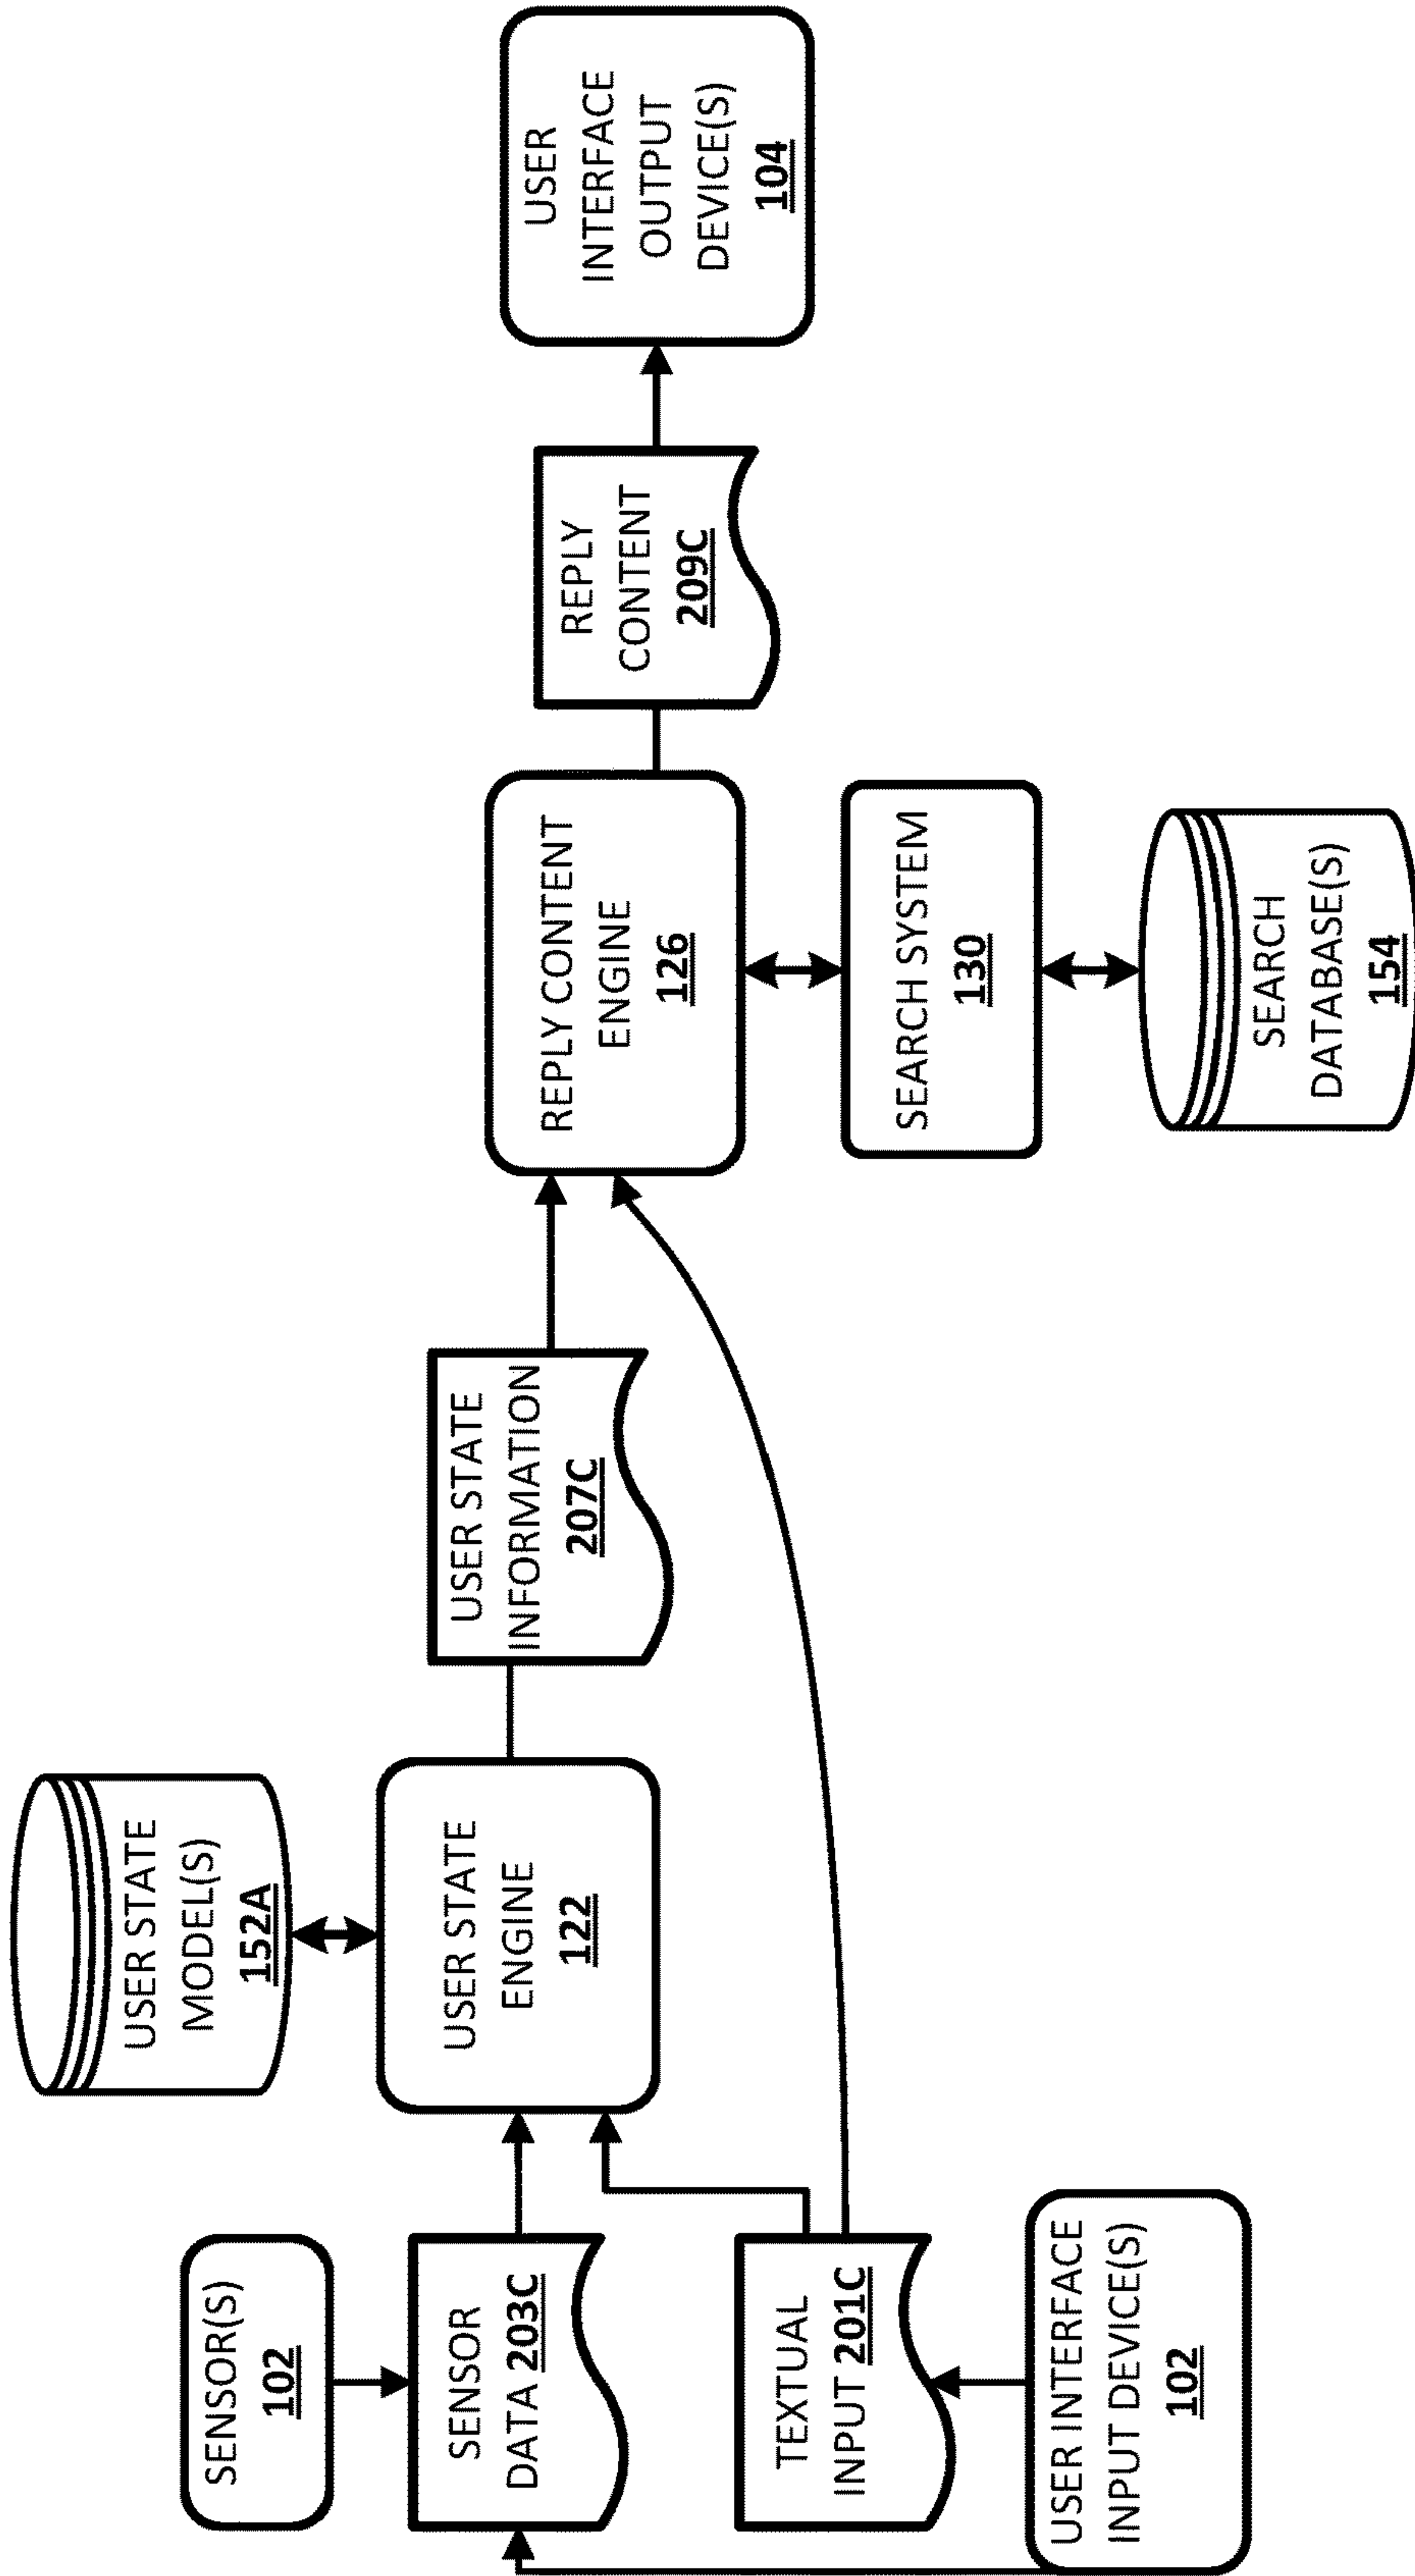 USER STATE
MODEL(S)
152A
SENSOR(S)
102
SENSOR
DATA 203C
USER STATE
ENGINE
122
USER STATE
INFORMATION
207C
REPLY CONTENT
ENGINE
126
REPLY
CONTENT
209C
USER
INTERFACE
OUTPUT
DEVICE(S)
104
TEXTUAL
INPUT 201C
USER INTERFACE
INPUT DEVICE(S)
102
SEARCH SYSTEM
130
SEARCH
DATABASE(S)
154